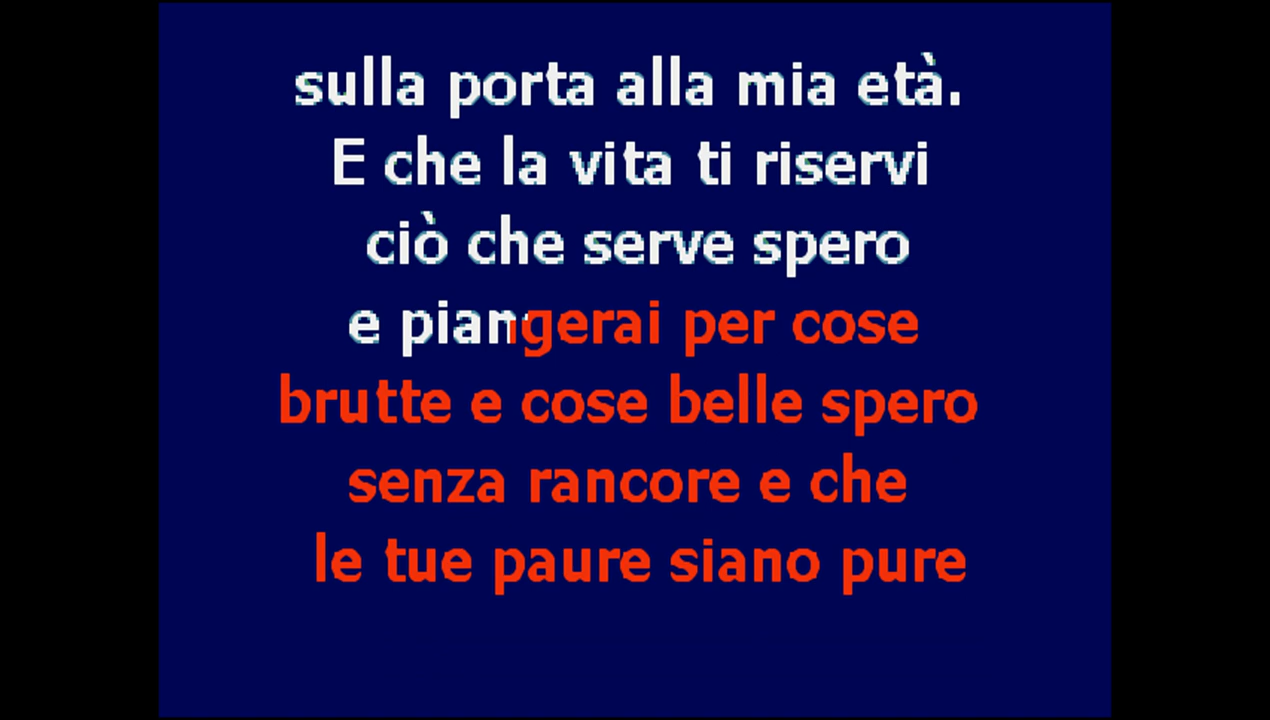 sulla porta alla mia età.
E che la vita ti riservi
ciò che serve spero
e piangerai per cose
brutte e cose belle spero
senza rancore e che
le tue paure siano pure